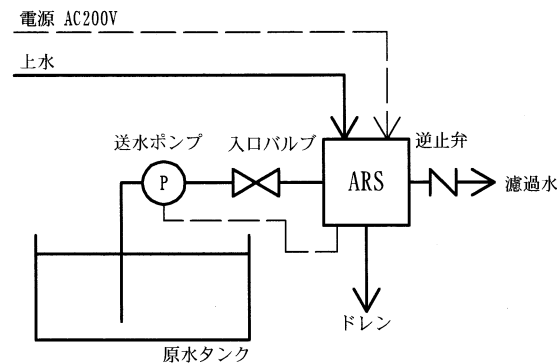 電源 AC200V
上水
送水ポンプ
入口バルブ
逆止弁
P
ARS
濾過水
ドレン
原水タンク